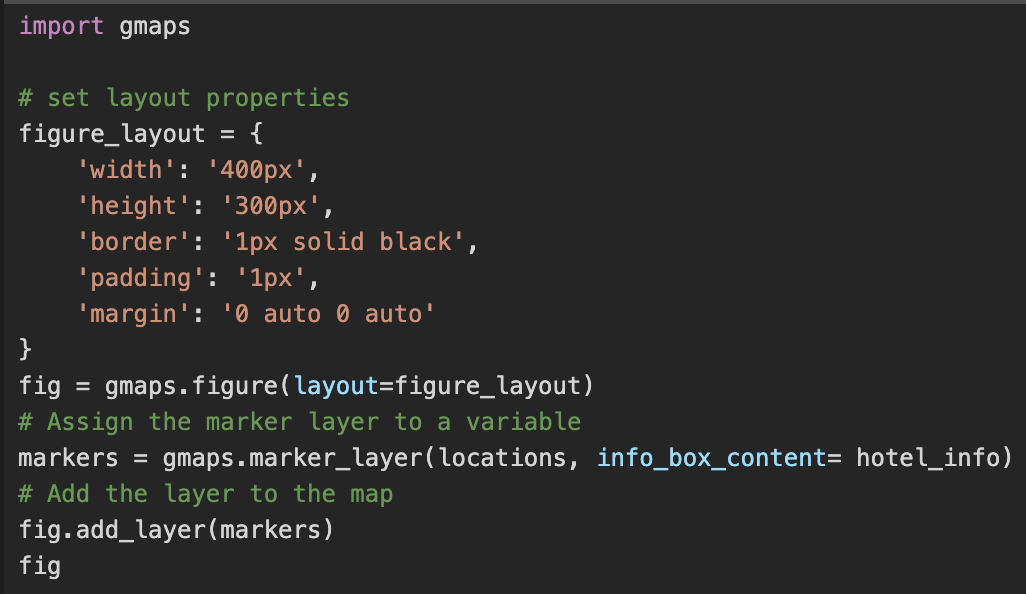 import gmaps
# set layout properties
figure_layout = {
    'width': '400px',
    'height': '300px',
    'border': '1px solid black',
    'padding': '1px',
    'margin': '0 auto 0 auto'
}
fig = gmaps.figure(layout=figure_layout)
# Assign the marker layer to a variable
markers = gmaps.marker_layer(locations, info_box_content= hotel_info)
# Add the layer to the map
fig.add_layer(markers)
fig